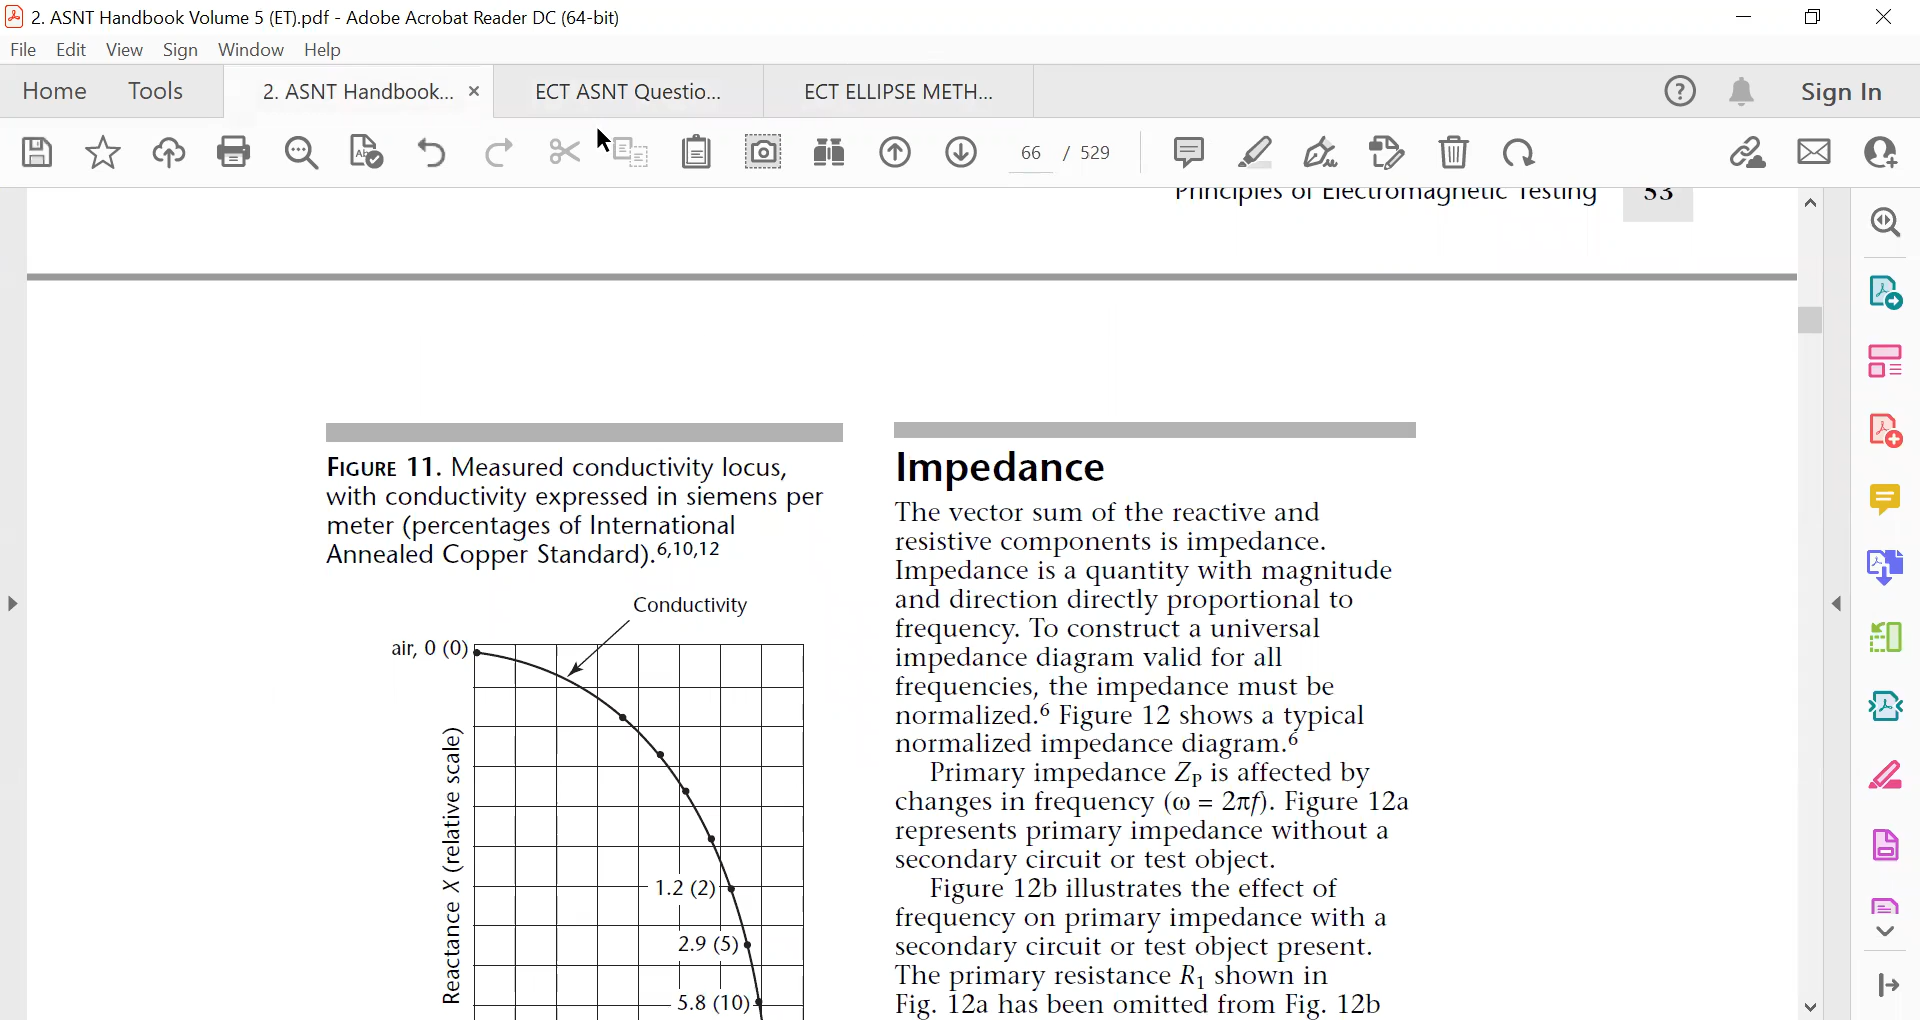 2. ASNT Handbook Volume 5 (ET).pdf - Adobe Acrobat Reader DC (64-bit)
File Edit View Sign Window Help
Home Tools 2. ASNT Handbook... × ECT ASNT Questio... ECT ELLIPSE METH... Sign In
66 / 529
Principles of Electromagnetic Testing 53
FIGURE 11. Measured conductivity locus,
with conductivity expressed in siemens per
meter (percentages of International
Annealed Copper Standard).6,10,12
Conductivity
air, 0 (0)
Reactance X (relative scale)
1.2 (2)
2.9 (5)
5.8 (10)
Impedance
The vector sum of the reactive and
resistive components is impedance.
Impedance is a quantity with magnitude
and direction directly proportional to
frequency. To construct a universal
impedance diagram valid for all
frequencies, the impedance must be
normalized.6 Figure 12 shows a typical
normalized impedance diagram.6
Primary impedance ZP is affected by
changes in frequency (ω = 2πf). Figure 12a
represents primary impedance without a
secondary circuit or test object.
Figure 12b illustrates the effect of
frequency on primary impedance with a
secondary circuit or test object present.
The primary resistance R1 shown in
Fig. 12a has been omitted from Fig. 12b